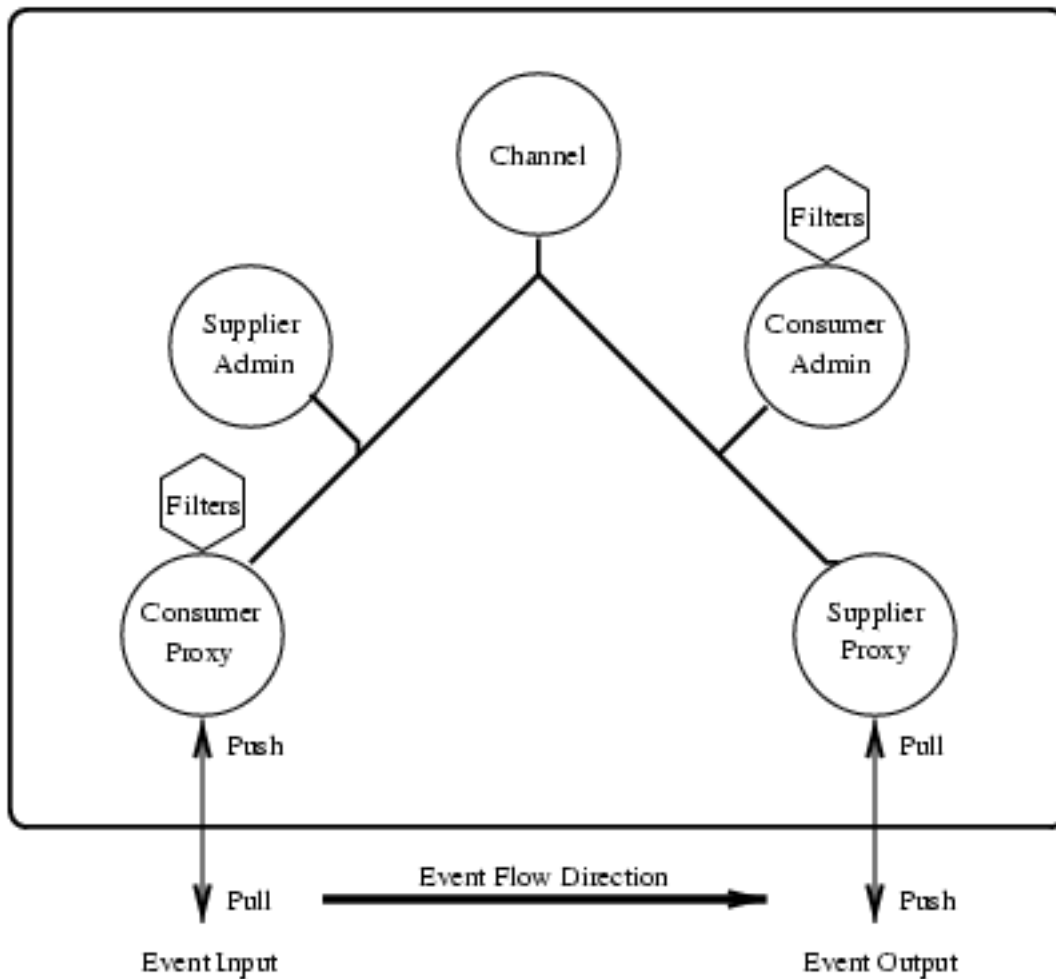 Channel
Filters
Supplier
Admin
Consumer
Admin
Filters
Consumer
Proxy
Supplier
Proxy
Push
Pull
Event Flow Direction
Pull
Push
Event Input
Event Output